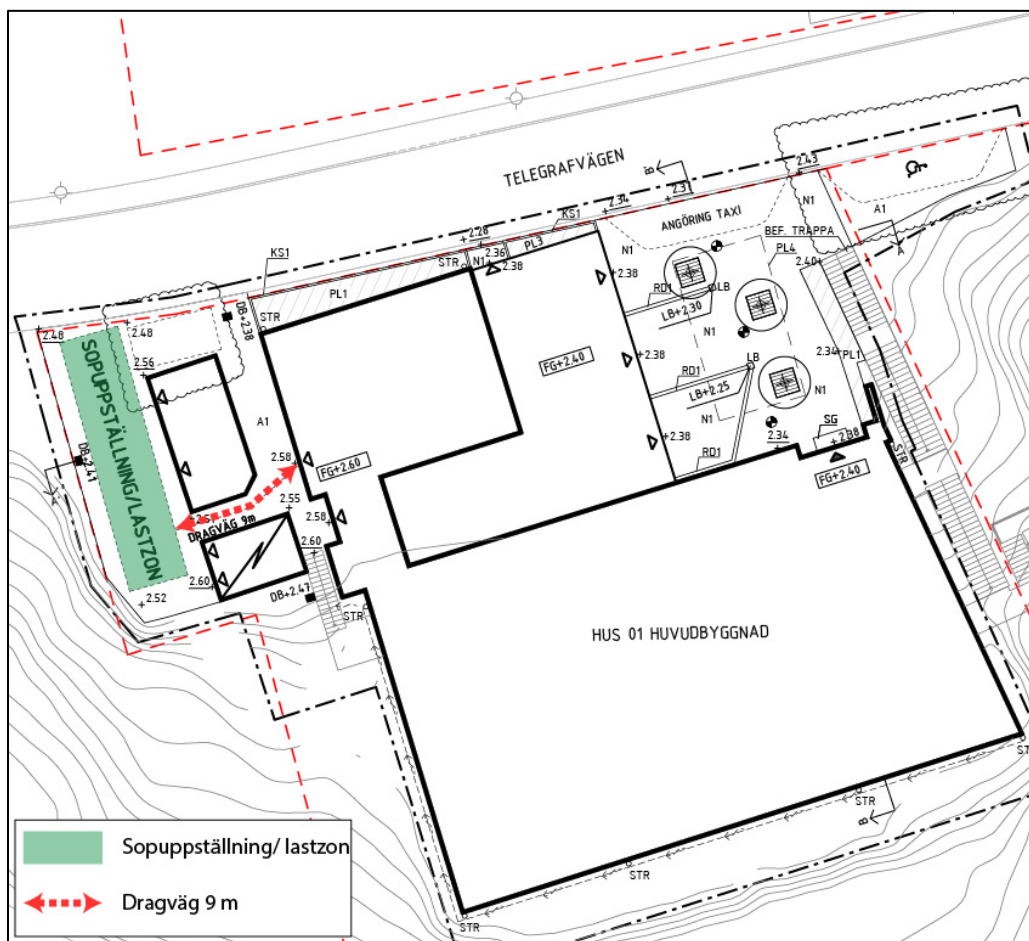 TELEGRAFVÄGEN
B
2.43
2.31
2.34
KS1
ANGÖRING TAXI
N1
A1
BEF. TRAPPA
PL4
2.40
A
KS1
2.28
2.36
STR
N1
PL3
2.38
N1
2.38
RD1
LB
LB+2.30
PL1
DB+2.38
STR
2.48
2.48
2.56
SOPUPPSTÄLLNING/LASTZON
FG+2.40
2.38
N1
2.34
PL1
LB
RD1
LB+2.25
N1
N1
A1
2.38
SG
2.34
2.38
RD1
FG+2.40
STR
DB+2.41
A
2.58
FG+2.60
2.55
2.58
DRAGVÄG 9m
2.60
2.60
2.52
DB+2.47
STR
HUS 01 HUVUDBYGGNAD
STR
STR
B
STR
STR
Sopuppställning/ lastzon
Dragväg 9 m